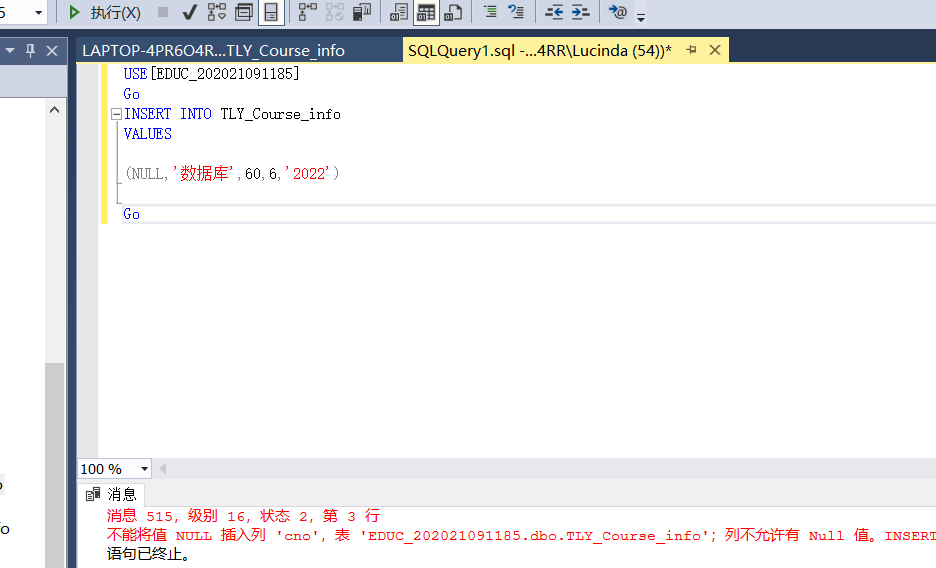 5 执行(X)
LAPTOP-4PR6O4R...TLY_Course_info SQLQuery1.sql -...4RR\Lucinda (54))*
USE[EDUC_202021091185]
Go
INSERT INTO TLY_Course_info
VALUES
(NULL,'数据库',60,6,'2022')
Go
100 %
消息
消息 515，级别 16，状态 2，第 3 行
不能将值 NULL 插入列 'cno'，表 'EDUC_202021091185.dbo.TLY_Course_info'；列不允许有 Null 值。INSERT
语句已终止。